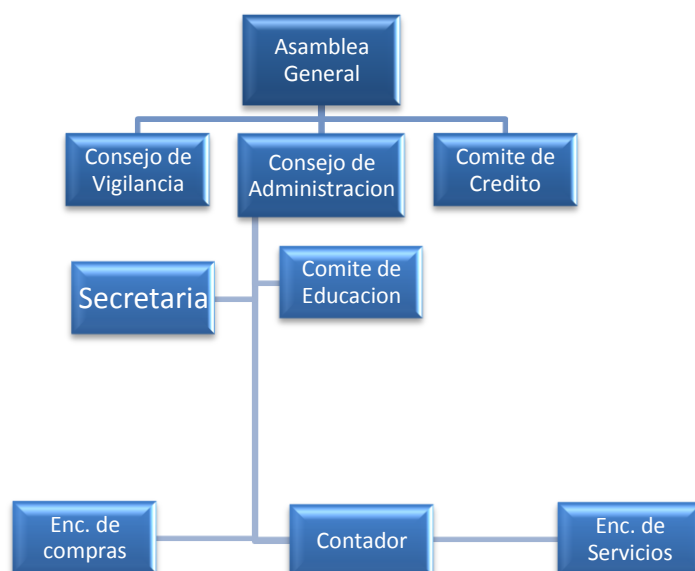 Asamblea
General
Consejo de
Vigilancia
Consejo de
Administracion
Comite de
Credito
Secretaria
Comite de
Educacion
Enc. de
compras
Contador
Enc. de
Servicios